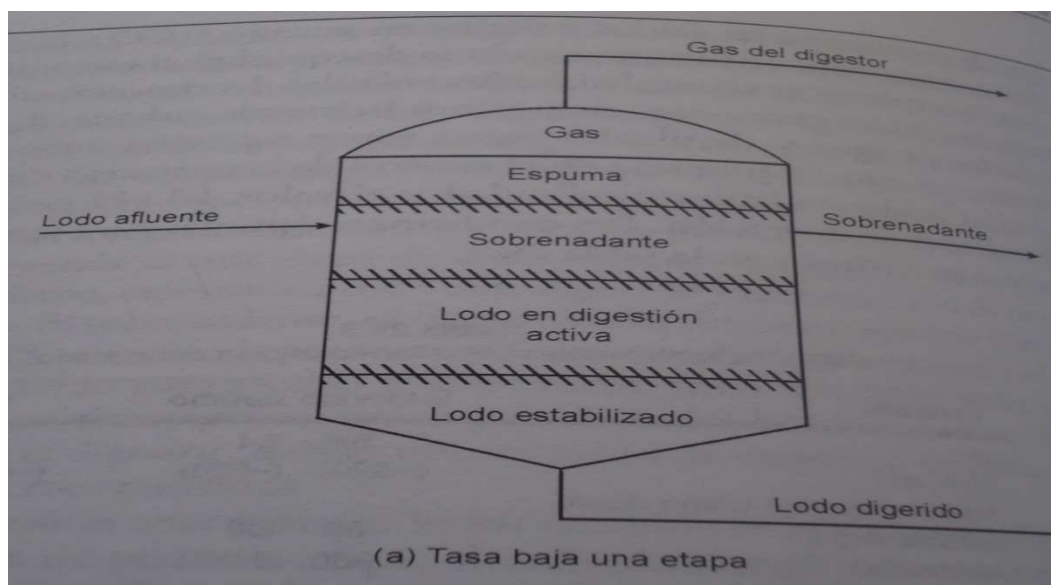 Gas del digestor
Gas
Espuma
Lodo afluente
Sobrenadante
Sobrenadante
Lodo en digestión
activa
Lodo estabilizado
Lodo digerido
(a) Tasa baja una etapa